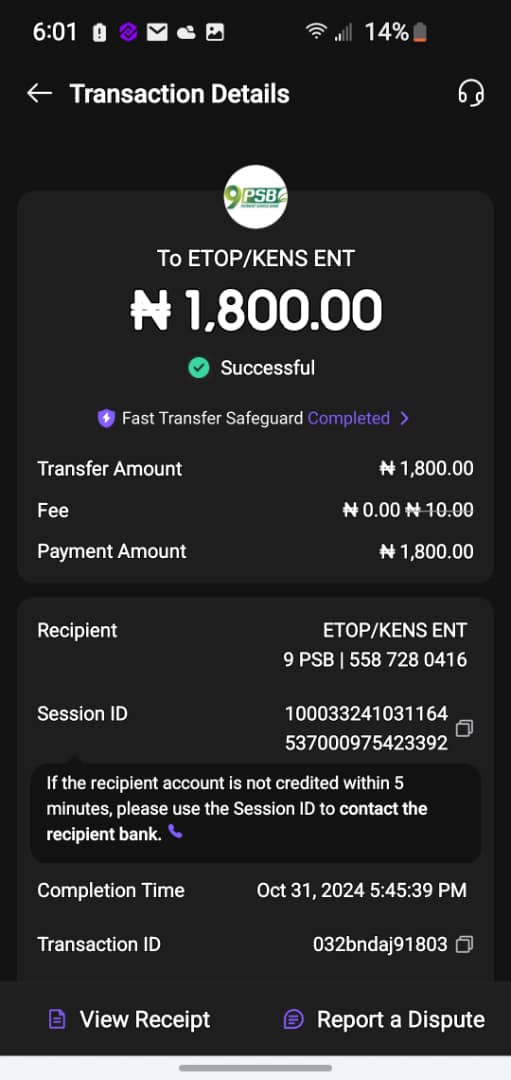 6:01 14%
Transaction Details
9 PSB
To ETOP/KENS ENT
₦ 1,800.00
Successful
Fast Transfer Safeguard Completed >
Transfer Amount ₦ 1,800.00
Fee ₦ 0.00 ₦ 10.00
Payment Amount ₦ 1,800.00
Recipient ETOP/KENS ENT
9 PSB | 558 728 0416
Session ID 100033241031164
537000975423392
If the recipient account is not credited within 5
minutes, please use the Session ID to contact the
recipient bank.
Completion Time Oct 31, 2024 5:45:39 PM
Transaction ID 032bndaj91803
View Receipt Report a Dispute